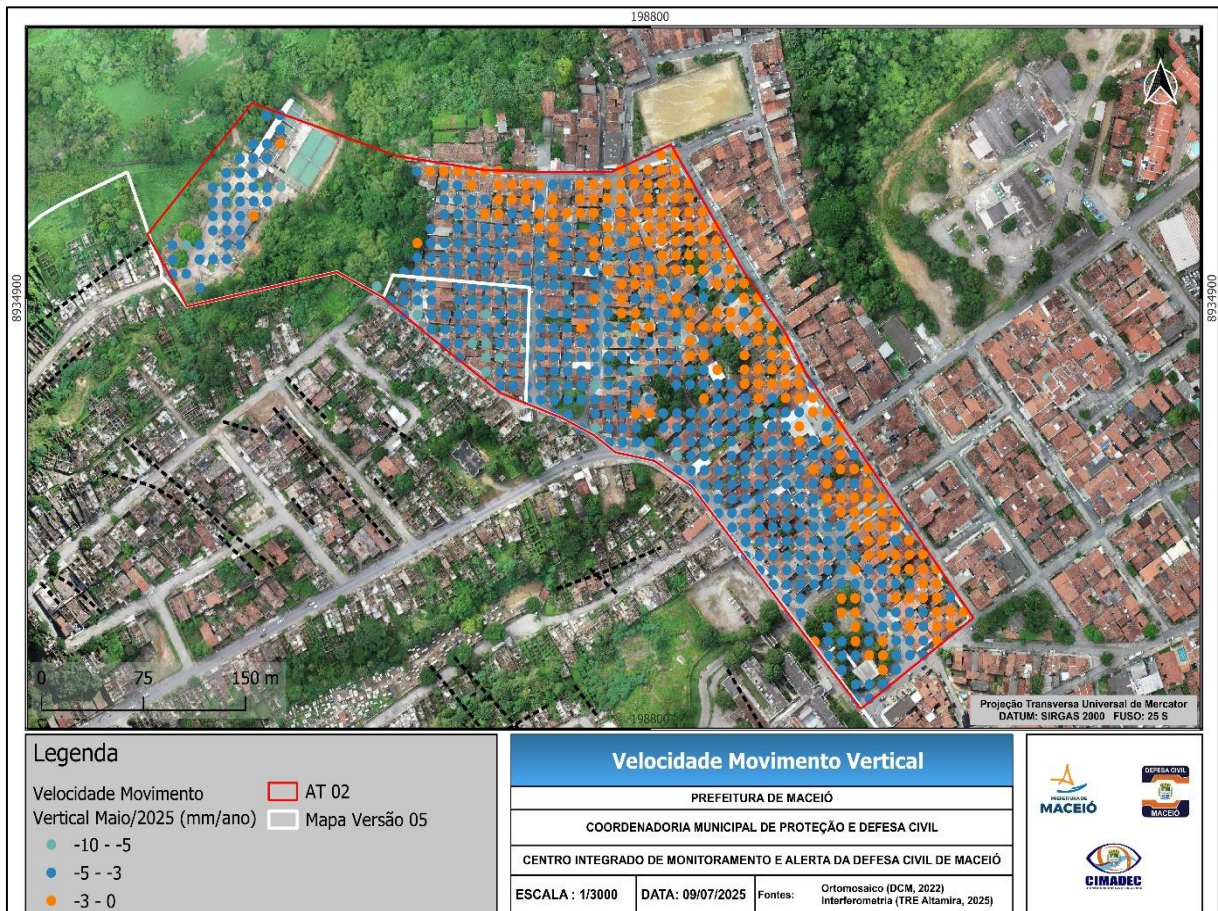 198800
N
8934900
8934900
0 75 150 m
198800
Projeção Transversa Universal de Mercator
DATUM: SIRGAS 2000 FUSO: 25 S
Legenda
Velocidade Movimento
Vertical Maio/2025 (mm/ano)
-10 - -5
-5 - -3
-3 - 0
AT 02
Mapa Versão 05
Velocidade Movimento Vertical
PREFEITURA DE MACEIÓ
COORDENADORIA MUNICIPAL DE PROTEÇÃO E DEFESA CIVIL
CENTRO INTEGRADO DE MONITORAMENTO E ALERTA DA DEFESA CIVIL DE MACEIÓ
ESCALA : 1/3000
DATA: 09/07/2025
Fontes:
Ortomosaico (DCM, 2022)
Interferometria (TRE Altamira, 2025)
PREFEITURA DE
MACEIÓ
DEFESA CIVIL
MACEIÓ
CIMADEC